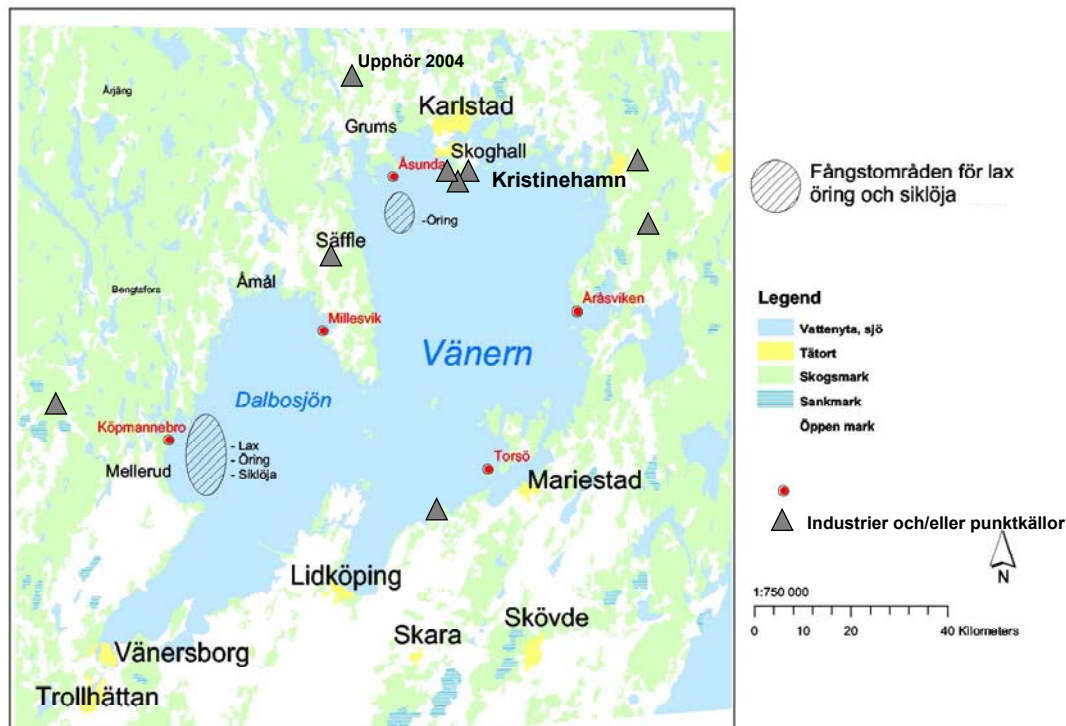 Upphör 2004
Årjäng
Karlstad
Grums
Skoghall
Åsunda
Kristinehamn
-Öring
Säffle
Åmål
Bengtsfors
Millesvik
Åråsviken
Vänern
Dalbosjön
Köpmannebro
- Lax
- Öring
- Siklöja
Mellerud
Torsö
Mariestad
Lidköping
Skövde
Skara
Vänersborg
Trollhättan
Fångstområden för lax
öring och siklöja
Legend
Vattenyta, sjö
Tätort
Skogsmark
Sankmark
Öppen mark
Industrier och/eller punktkällor
N
1:750 000
0 10 20 40 Kilometers